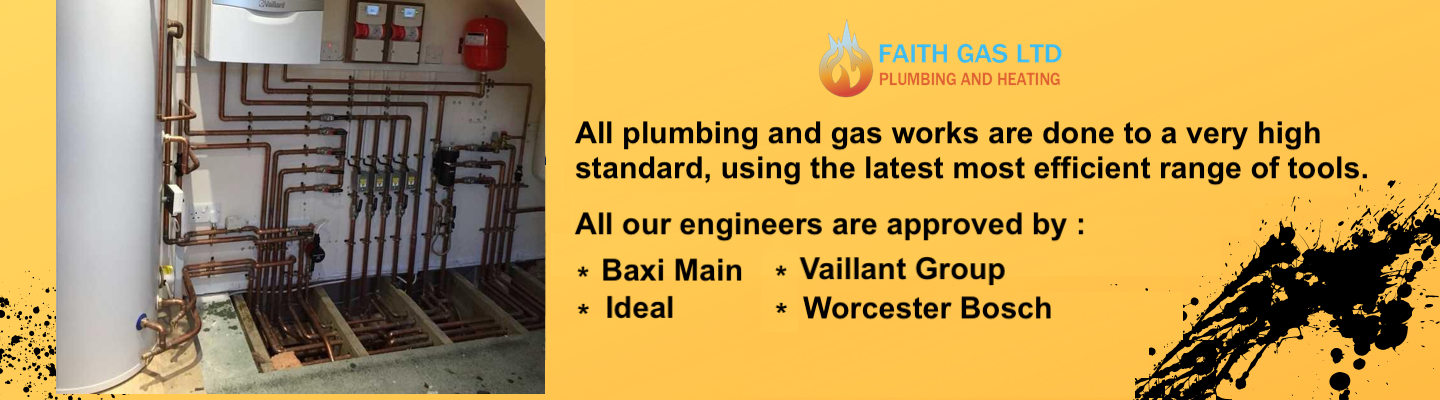 Vaillant
FAITH GAS LTD
PLUMBING AND HEATING
All plumbing and gas works are done to a very high
standard, using the latest most efficient range of tools.
All our engineers are approved by :
* Baxi Main * Vaillant Group
* Ideal * Worcester Bosch